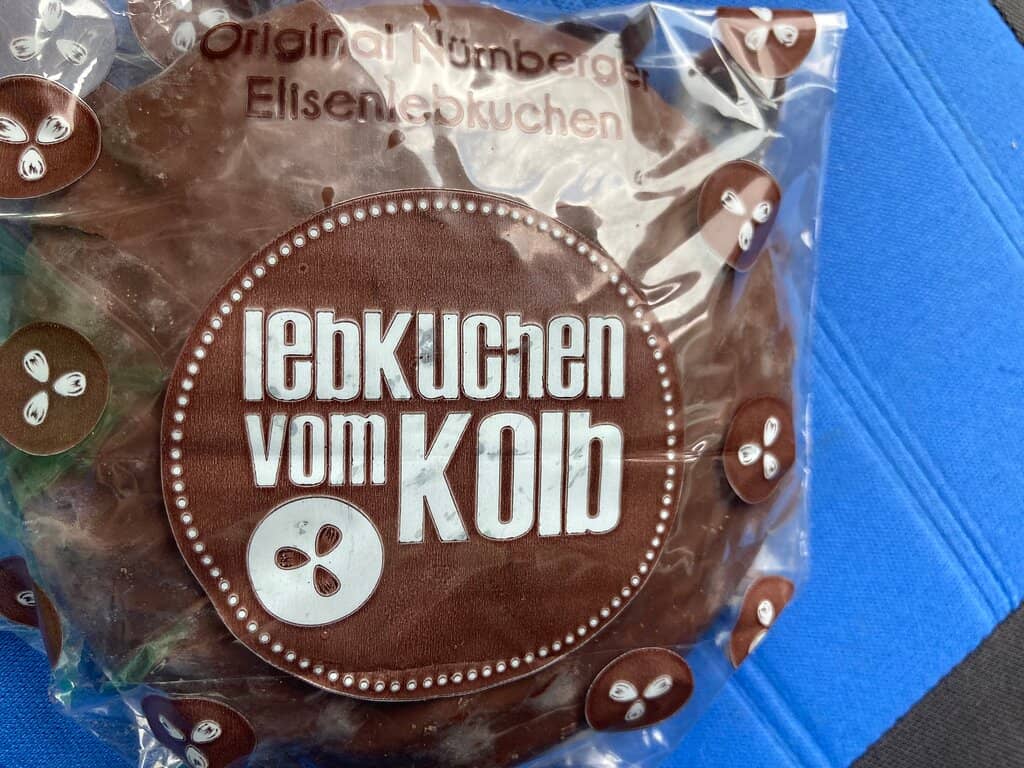 Original Nürnberger
Elisenlebkuchen
lebkuchen
vom Kolb